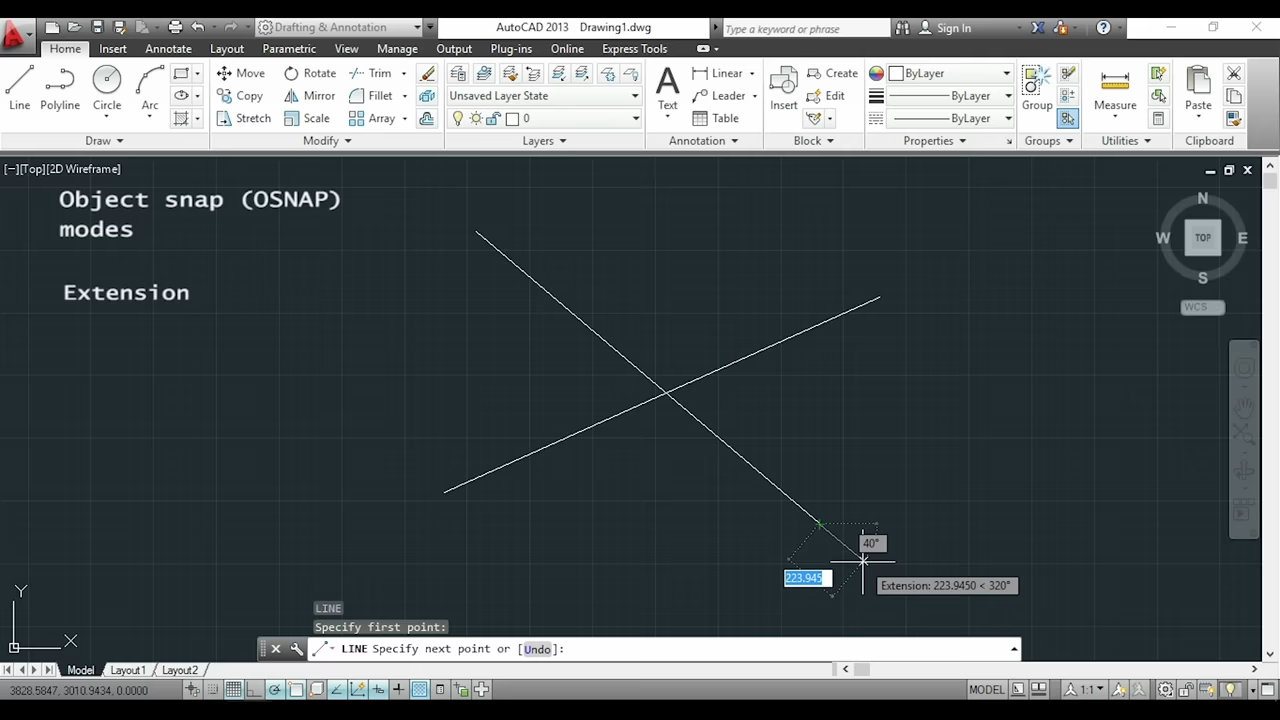 Drafting & Annotation
AutoCAD 2013 Drawing1.dwg
Type a keyword or phrase
Sign In
Home Insert Annotate Layout Parametric View Manage Output Plug-ins Online Express Tools
Line Polyline Circle Arc
Move Rotate Trim
Copy Mirror Fillet
Stretch Scale Array
Unsaved Layer State
0
Text
Linear
Leader
Table
Insert
Create
Edit
ByLayer
ByLayer
ByLayer
Group
Measure
Paste
Draw Modify Layers Annotation Block Properties Groups Utilities Clipboard
[−][Top][2D Wireframe]
Object snap (OSNAP)
modes
Extension
N
W TOP E
S
WCS
40°
223.945
Extension: 223.9450 < 320°
Y
X
LINE
Specify first point:
LINE Specify next point or [Undo]:
Model Layout1 Layout2
3828.5847, 3010.9434, 0.0000
MODEL
1:1